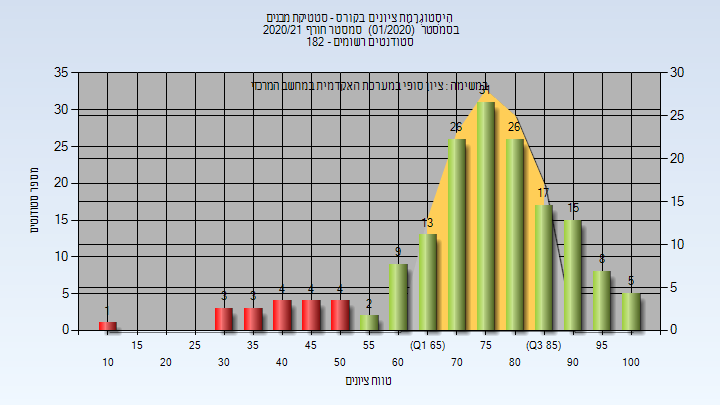 הִיסְטוֹגְרָמַת ציונים בקורס - סטטיקת מבנים
בסמסטר (01/2020) סמסטר חורף 2020/21
סטודנטים רשומים - 182
המשימה : ציון סופי במערכת האקדמית במחשב המרכזי
מספר סטודנטים
35 30 25 20 15 10 5 0
30 25 20 15 10 5 0
1 3 3 4 4 4 2 9 13 26 31 26 17 15 8 5
15 25 35 45 55 (Q1 65) 75 (Q3 85) 95
10 20 30 40 50 60 70 80 90 100
טווח ציונים